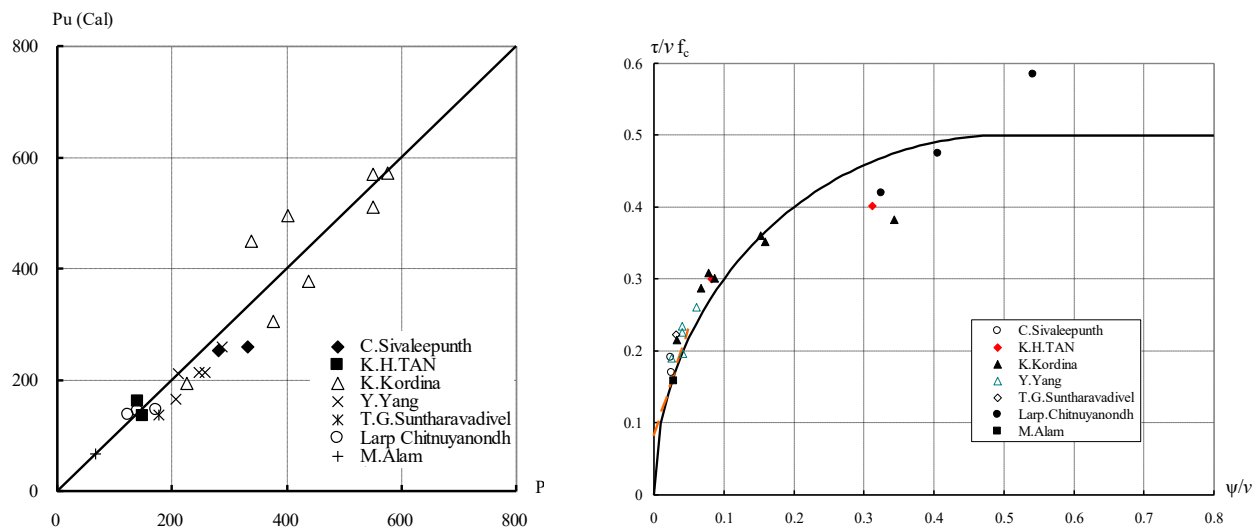 Pu (Cal)
800
600
400
200
0
0
200
400
600
800
P
C.Sivaleepunth
K.H.TAN
K.Kordina
Y.Yang
T.G.Suntharavadivel
Larp Chitnuyanondh
M.Alam
τ/ν f_c
0.6
0.5
0.4
0.3
0.2
0.1
0
0
0.1
0.2
0.3
0.4
0.5
0.6
0.7
0.8
ψ/ν
C.Sivaleepunth
K.H.TAN
K.Kordina
Y.Yang
T.G.Suntharavadivel
Larp.Chitnuyanondh
M.Alam